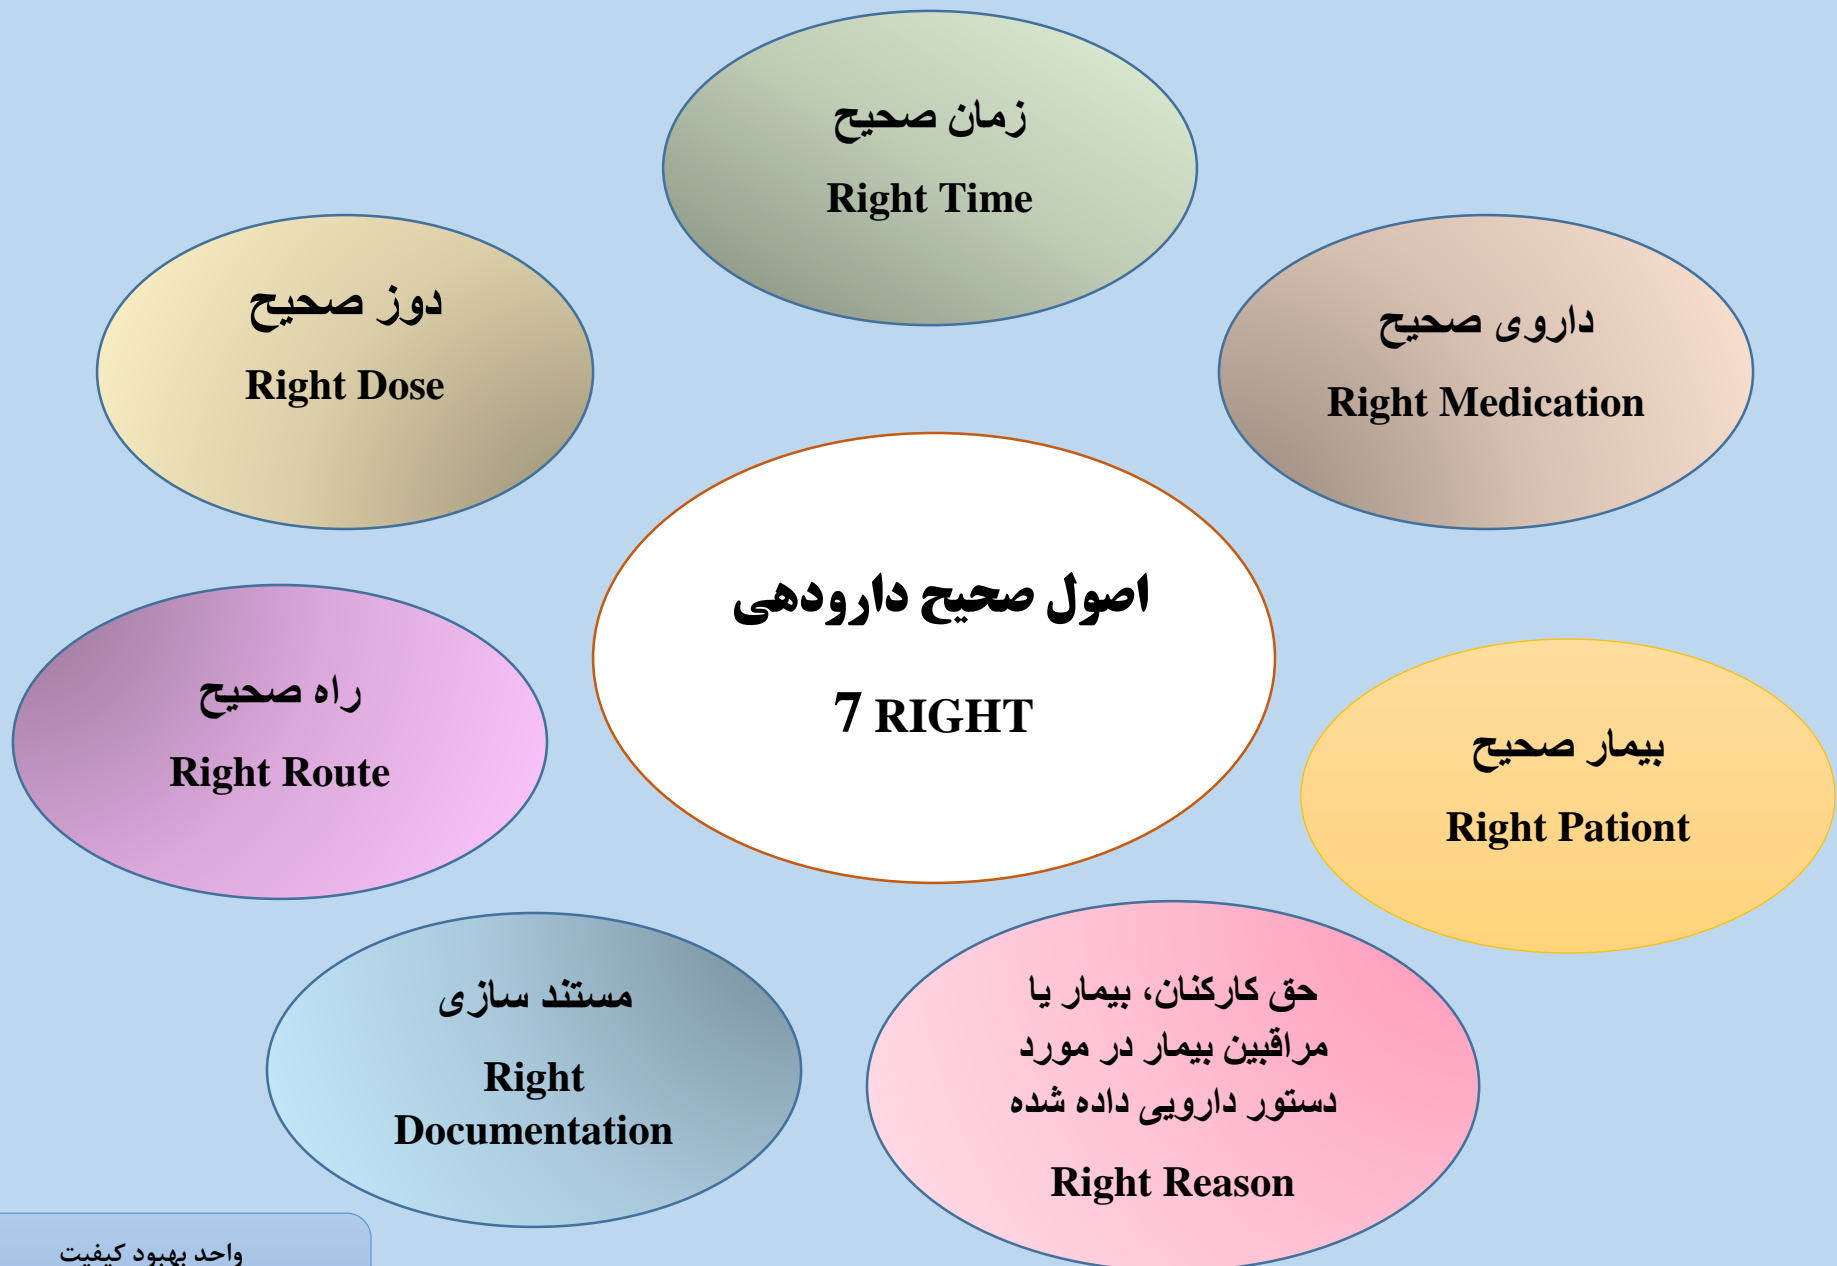 زمان صحیح
Right Time
داروی صحیح
Right Medication
دوز صحیح
Right Dose
اصول صحیح دارودهی
7 RIGHT
بیمار صحیح
Right Pationt
راه صحیح
Right Route
حق کارکنان، بیمار یا
مراقبین بیمار در مورد
دستور دارویی داده شده
Right Reason
مستند سازی
Right
Documentation
واحد بهبود کیفیت